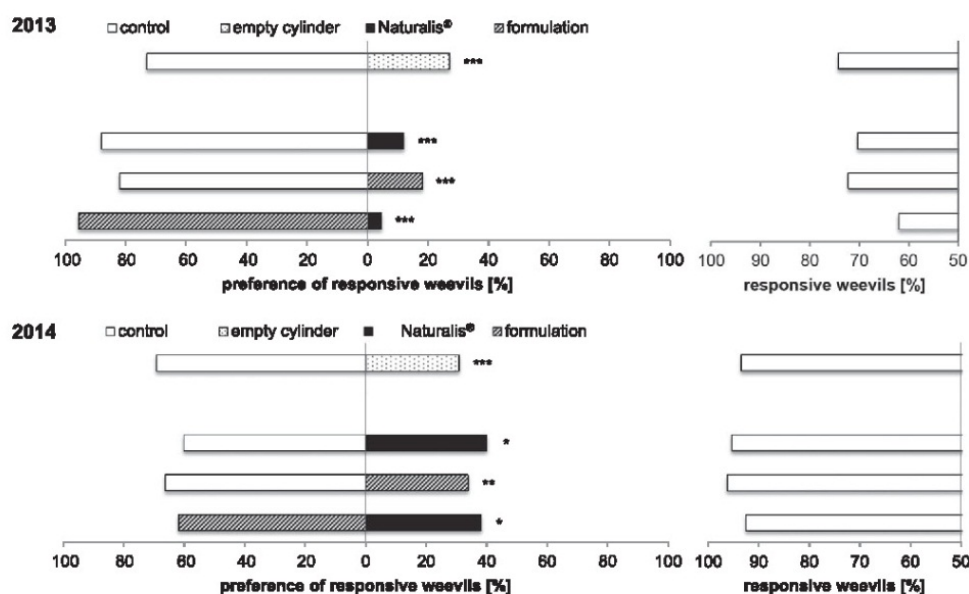 2013
control empty cylinder Naturalis® formulation
***
***
***
***
100 80 60 40 20 0 20 40 60 80 100
preference of responsive weevils [%]
100 90 80 70 60 50
responsive weevils [%]
2014
control empty cylinder Naturalis® formulation
***
*
**
*
100 80 60 40 20 0 20 40 60 80 100
preference of responsive weevils [%]
100 90 80 70 60 50
responsive weevils [%]